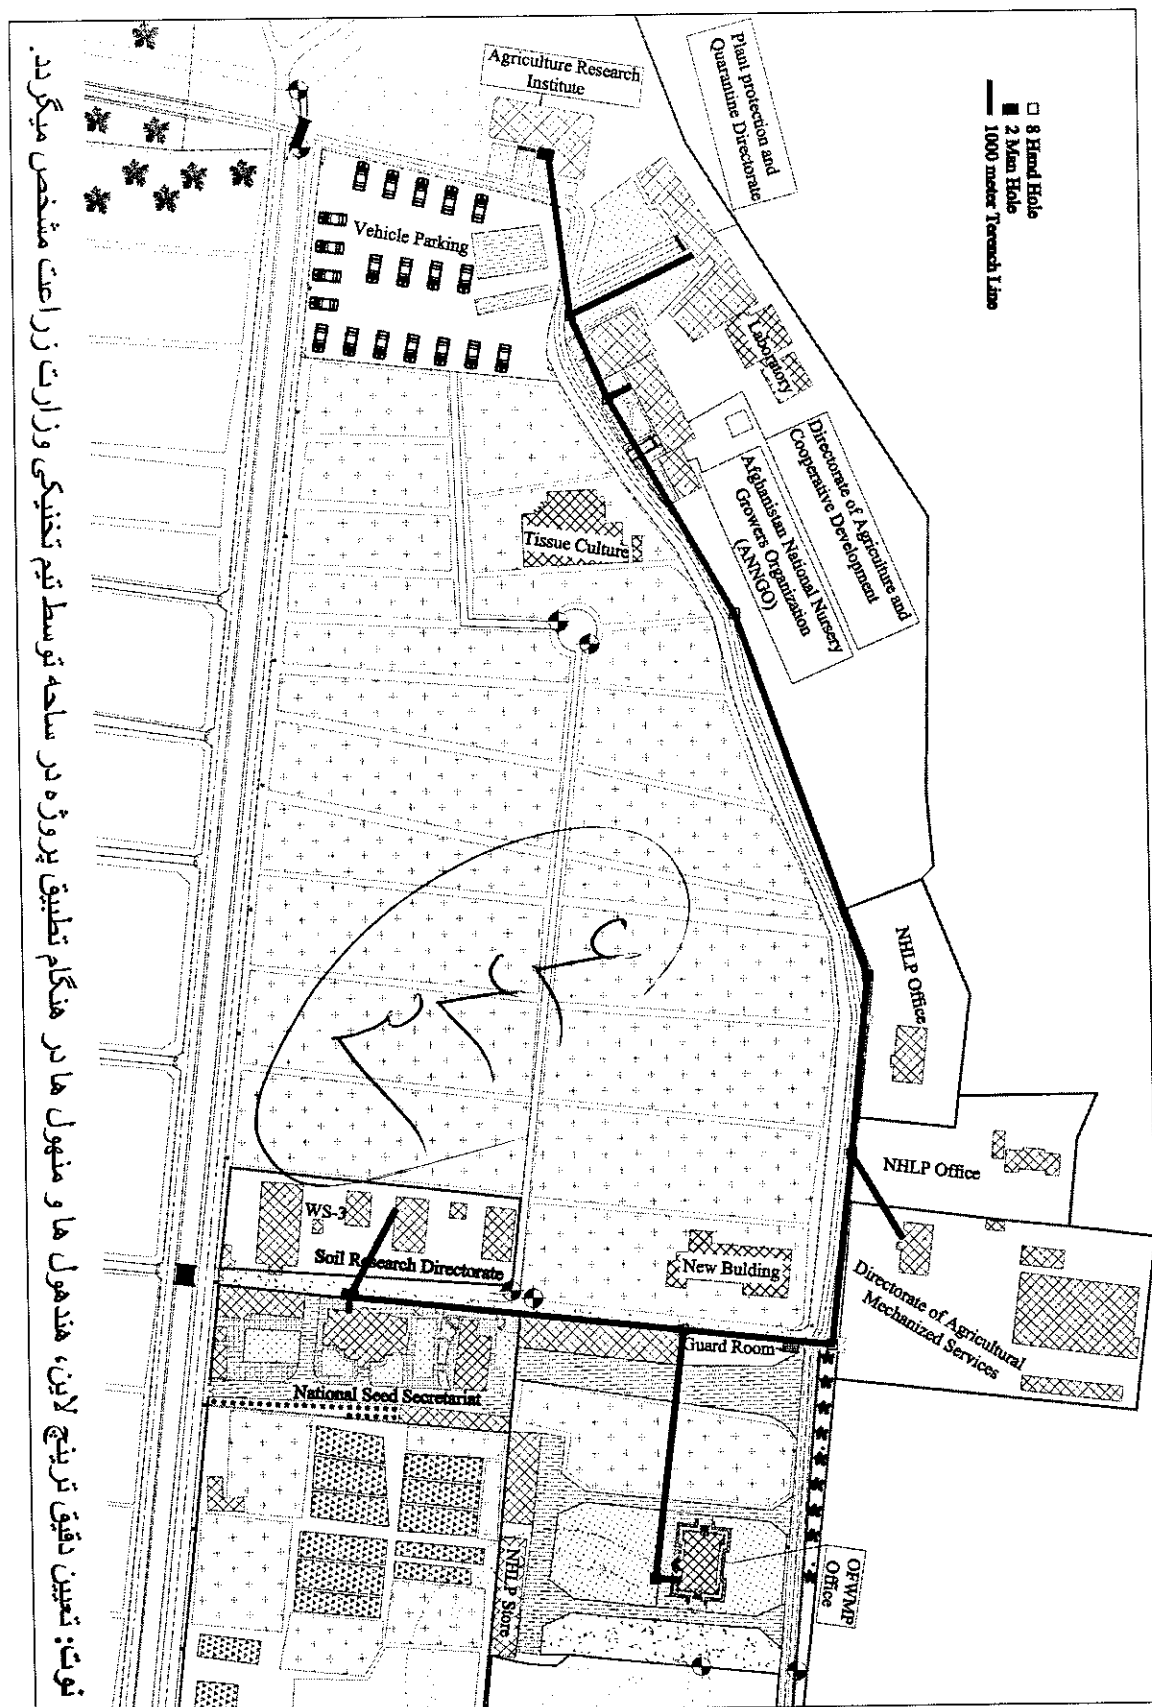 □ 8 Hand Hole
■ 2 Man Hole
1000 meter Terench Line
Plant protection and
Quarantine Directorate
Agriculture Research
Institute
Vehicle Parking
Laboratory
Directorate of Agriculture and
Cooperative Development
Afghanistan National Nursery
Growers Organization
(ANNGO)
Tissue Culture
NHLP Office
NHLP Office
Directorate of Agricultural
Mechanized Services
WS-3
Soil Research Directorate
New Bulding
Guard Room
National Seed Secretariat
NHLP Store
OFWMP
Office
نوت: تعیین دقیق ترینچ لاین، هندهول ها و منهول ها در هنگام تطبیق پروژه در ساحه توسط تیم تخنیکی وزارت زراعت مشخص میگردد.